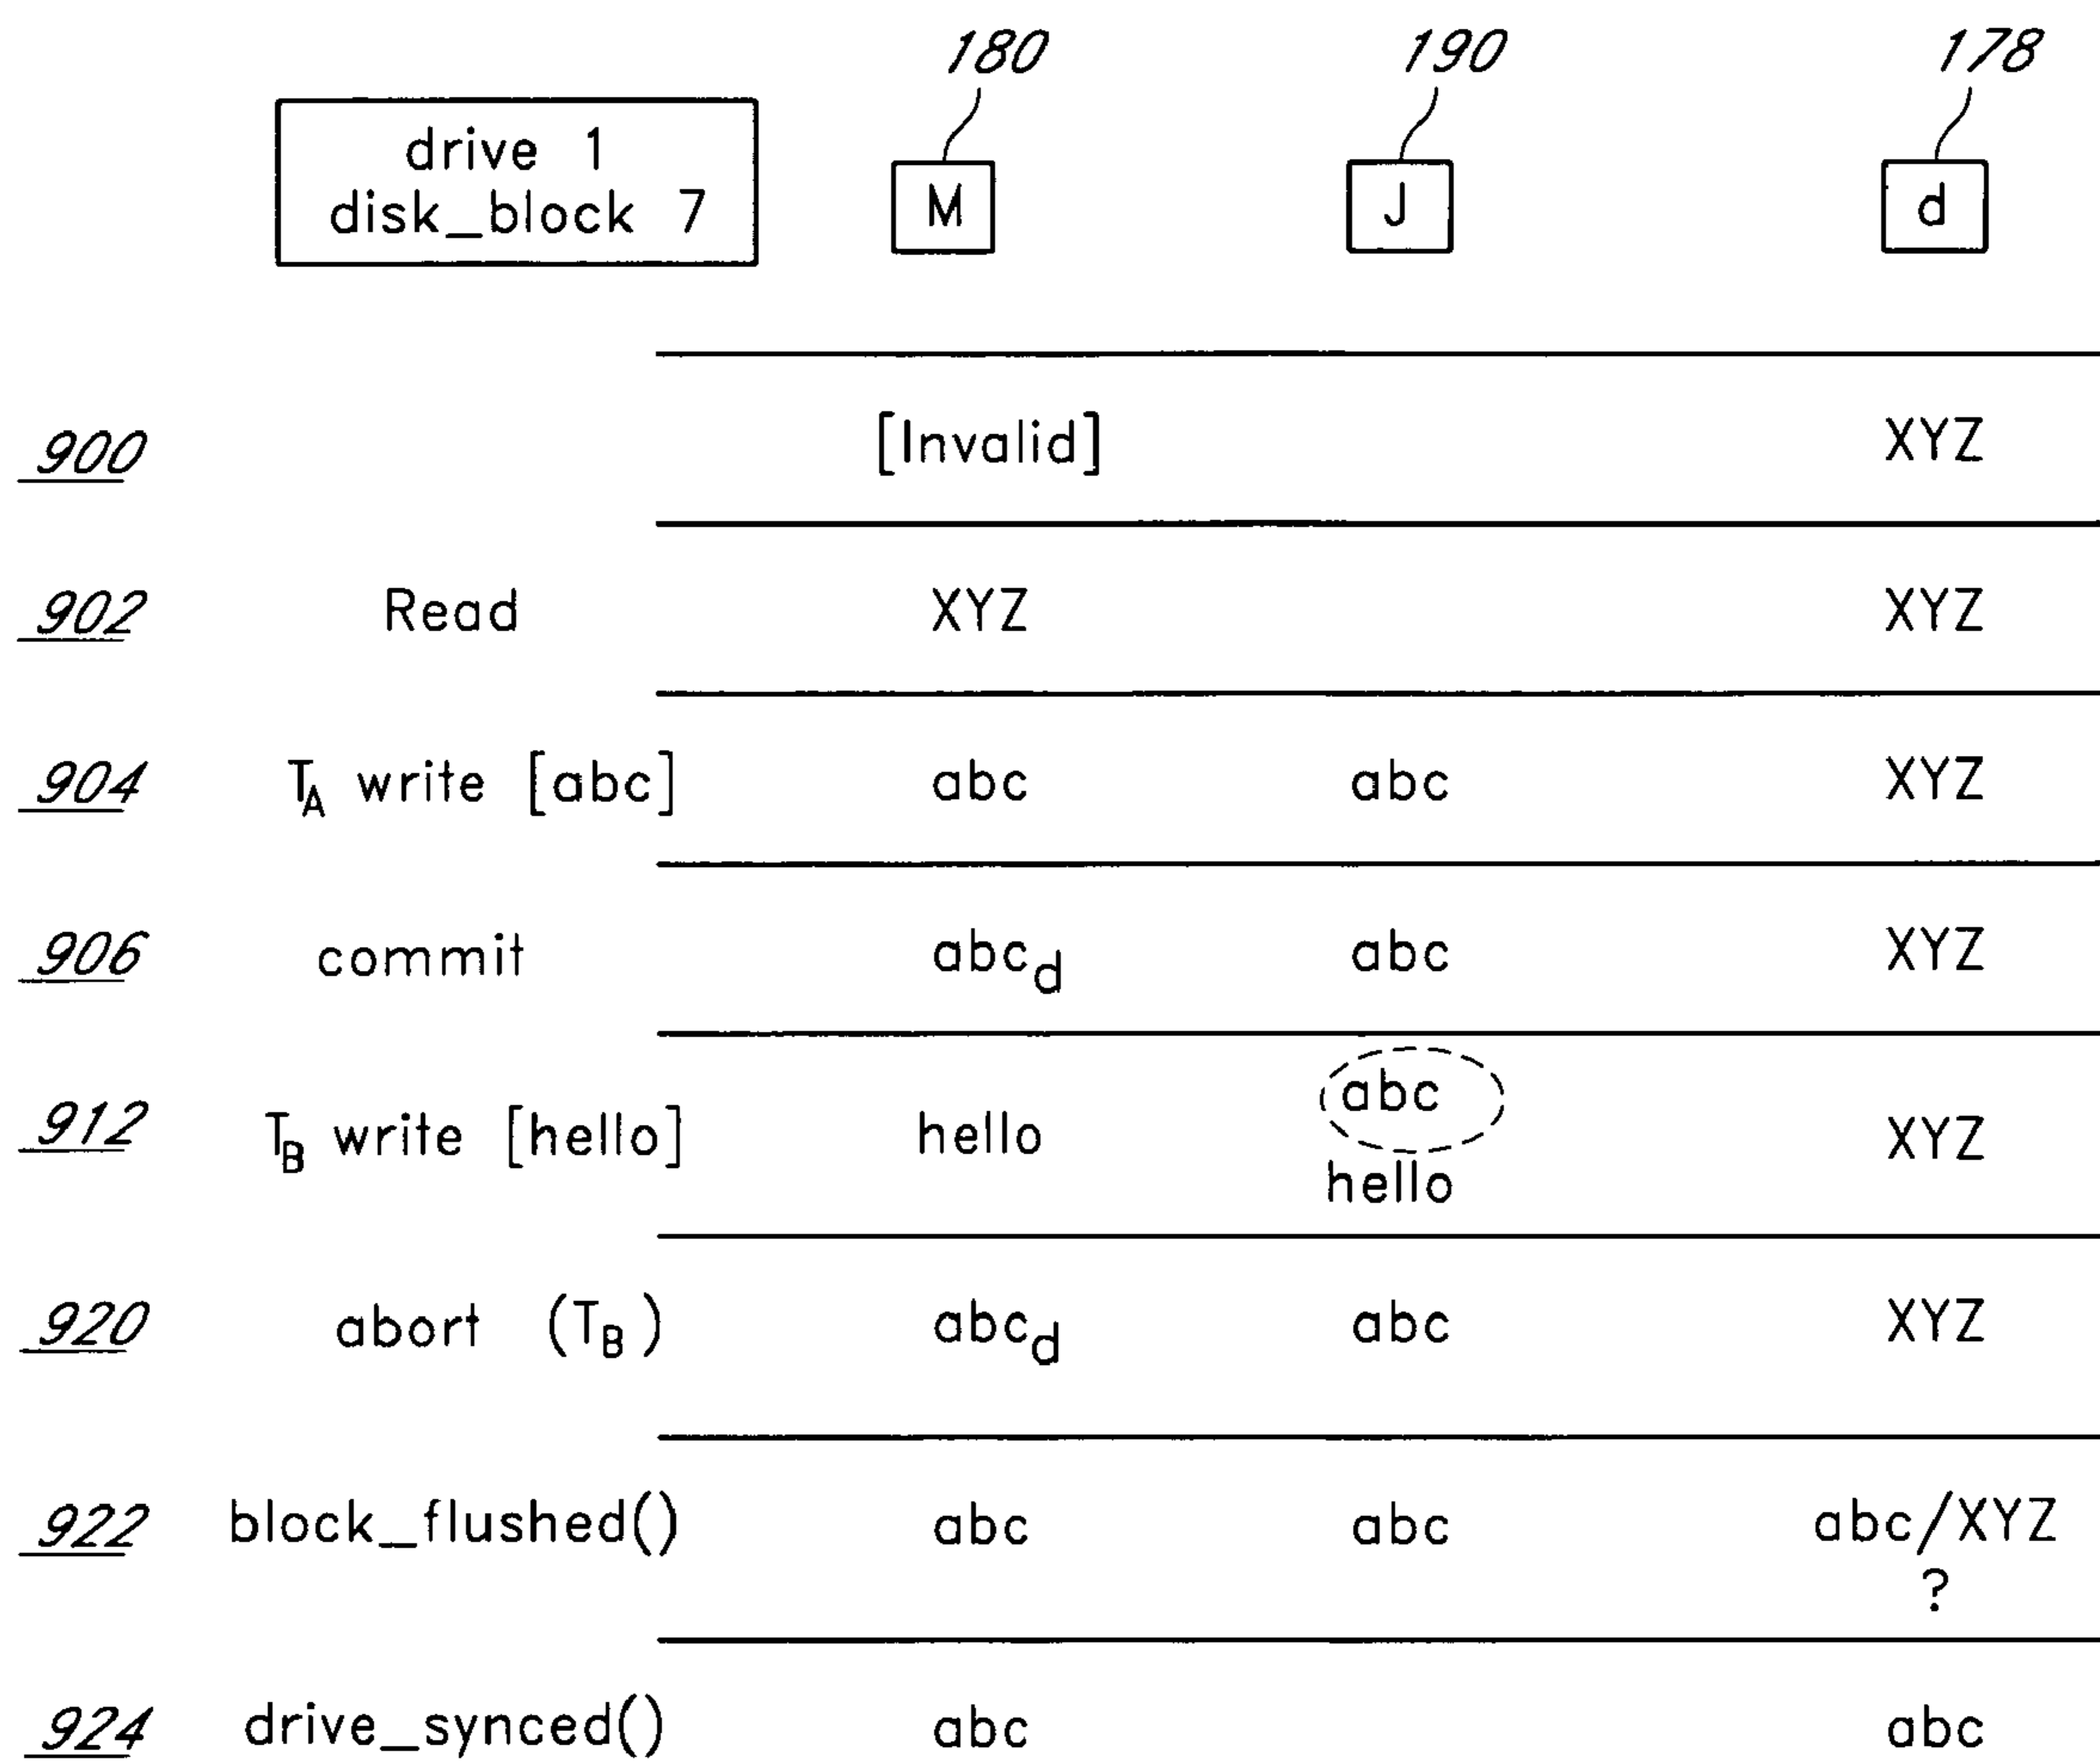 180 190 178
drive 1
disk_block 7
M J d
900 [Invalid] XYZ
902 Read XYZ XYZ
904 TA write [abc] abc abc XYZ
906 commit abcd abc XYZ
abc
912 TB write [hello] hello XYZ
hello
920 abort (TB) abcd abc XYZ
922 block_flushed() abc abc abc/XYZ
?
924 drive_synced() abc abc